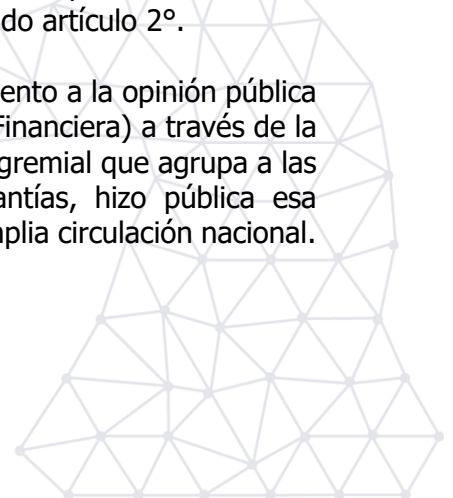 do artículo 2°.
ento a la opinión pública
Financiera) a través de la
gremial que agrupa a las
antías, hizo pública esa
plia circulación nacional.